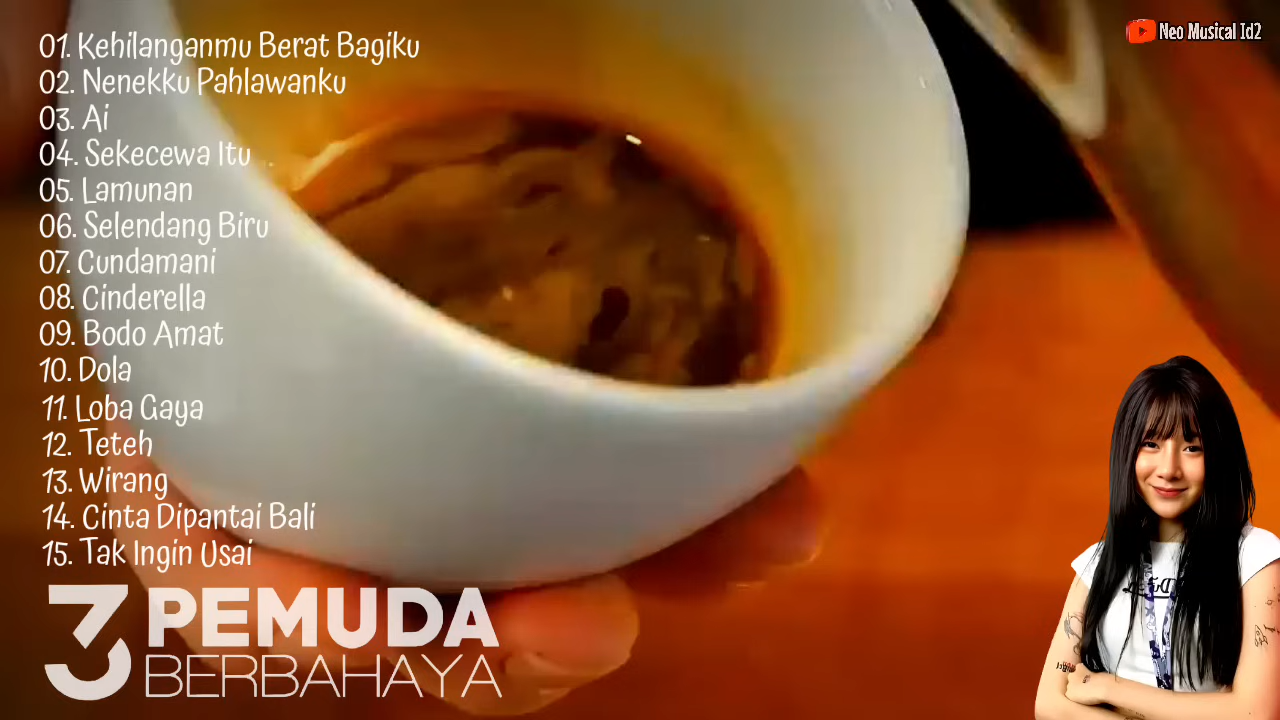 01. Kehilanganmu Berat Bagiku
02. Nenekku Pahlawanku
03. Ai
04. Sekecewa Itu
05. Lamunan
06. Selendang Biru
07. Cundamani
08. Cinderella
09. Bodo Amat
10. Dola
11. Loba Gaya
12. Teteh
13. Wirang
14. Cinta Dipantai Bali
15. Tak Ingin Usai
3 PEMUDA
BERBAHAYA
Neo Musical Id2